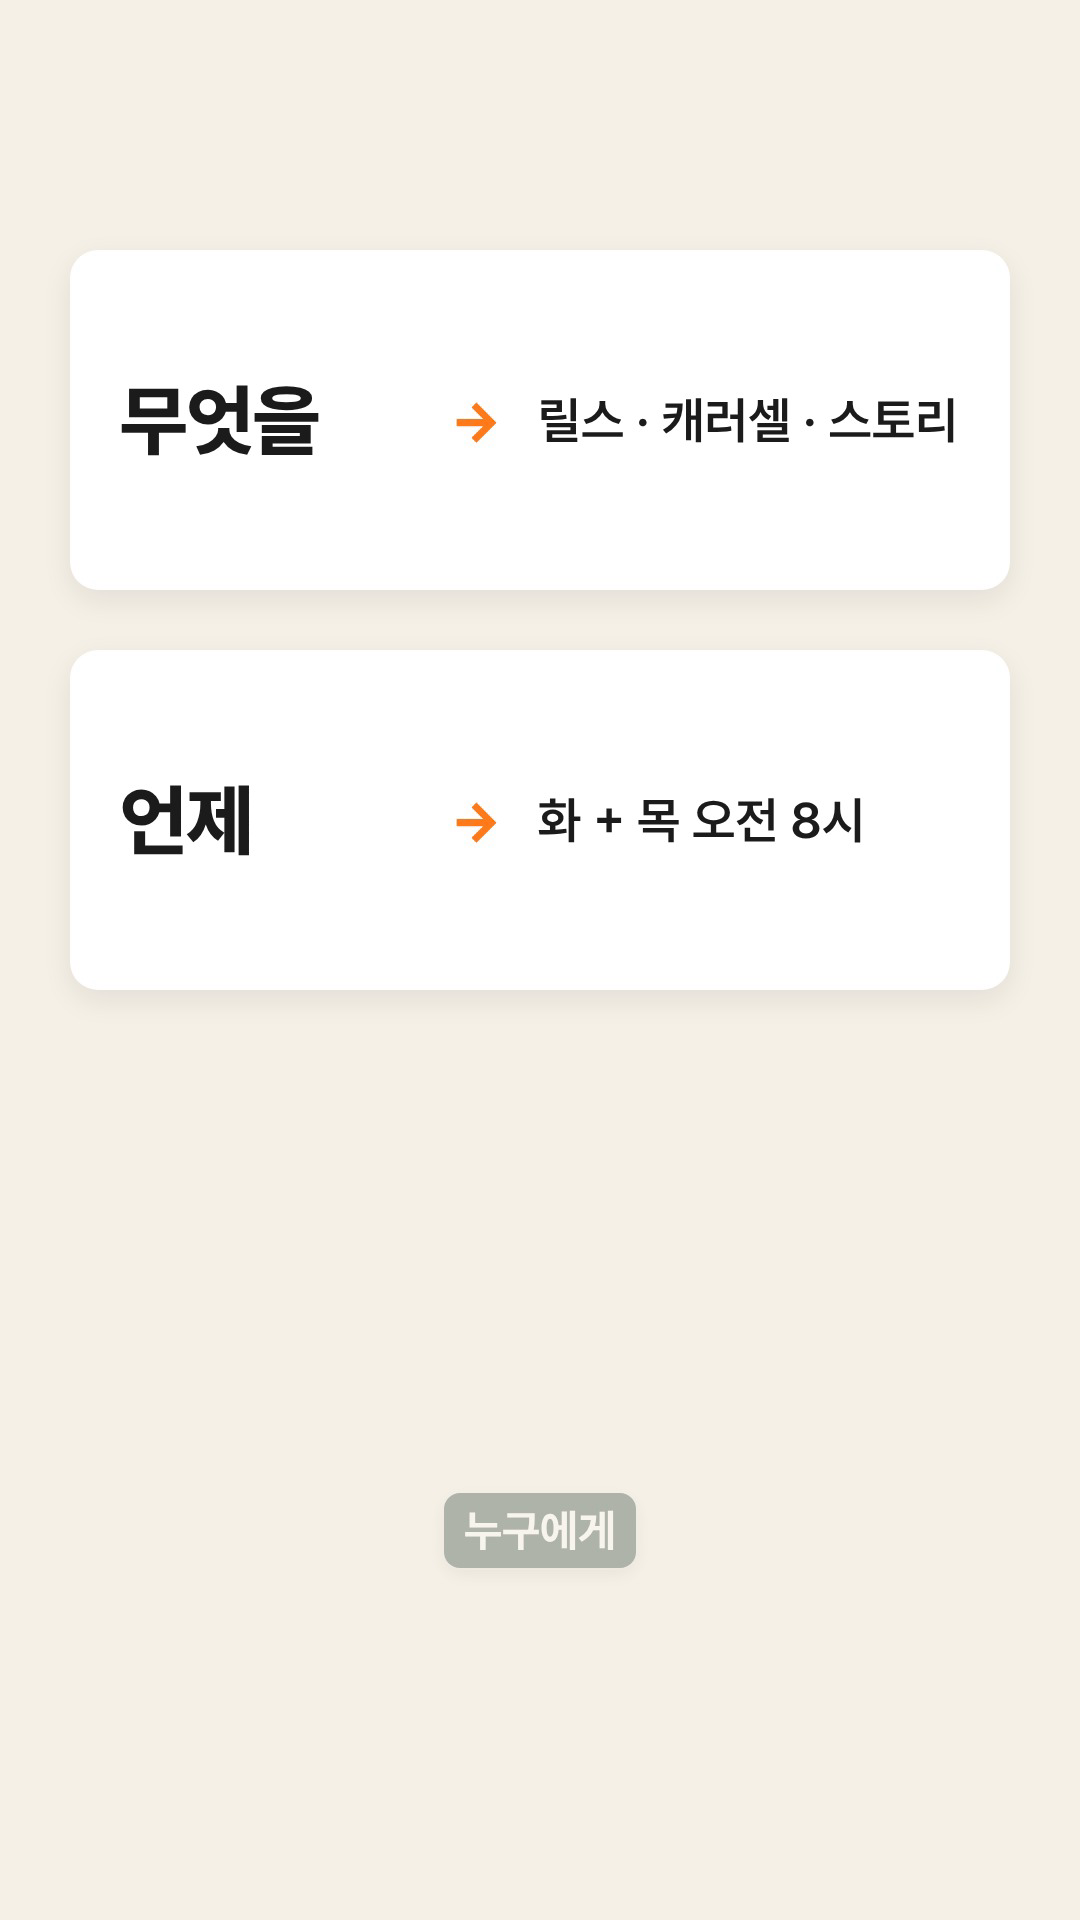 무엇을 → 릴스 · 캐러셀 · 스토리
언제 → 화 + 목 오전 8시
누구에게